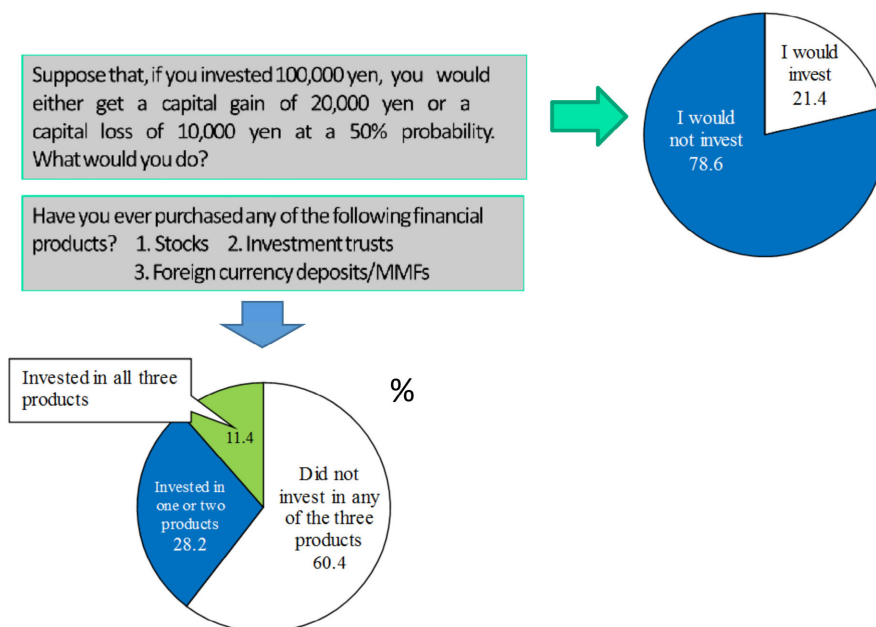 Suppose that, if you invested 100,000 yen, you would
either get a capital gain of 20,000 yen or a
capital loss of 10,000 yen at a 50% probability.
What would you do?
I would
invest
21.4
I would
not invest
78.6
Have you ever purchased any of the following financial
products? 1. Stocks 2. Investment trusts
3. Foreign currency deposits/MMFs
Invested in all three
products
%
11.4
Did not
invest in any
of the three
products
60.4
Invested in
one or two
products
28.2